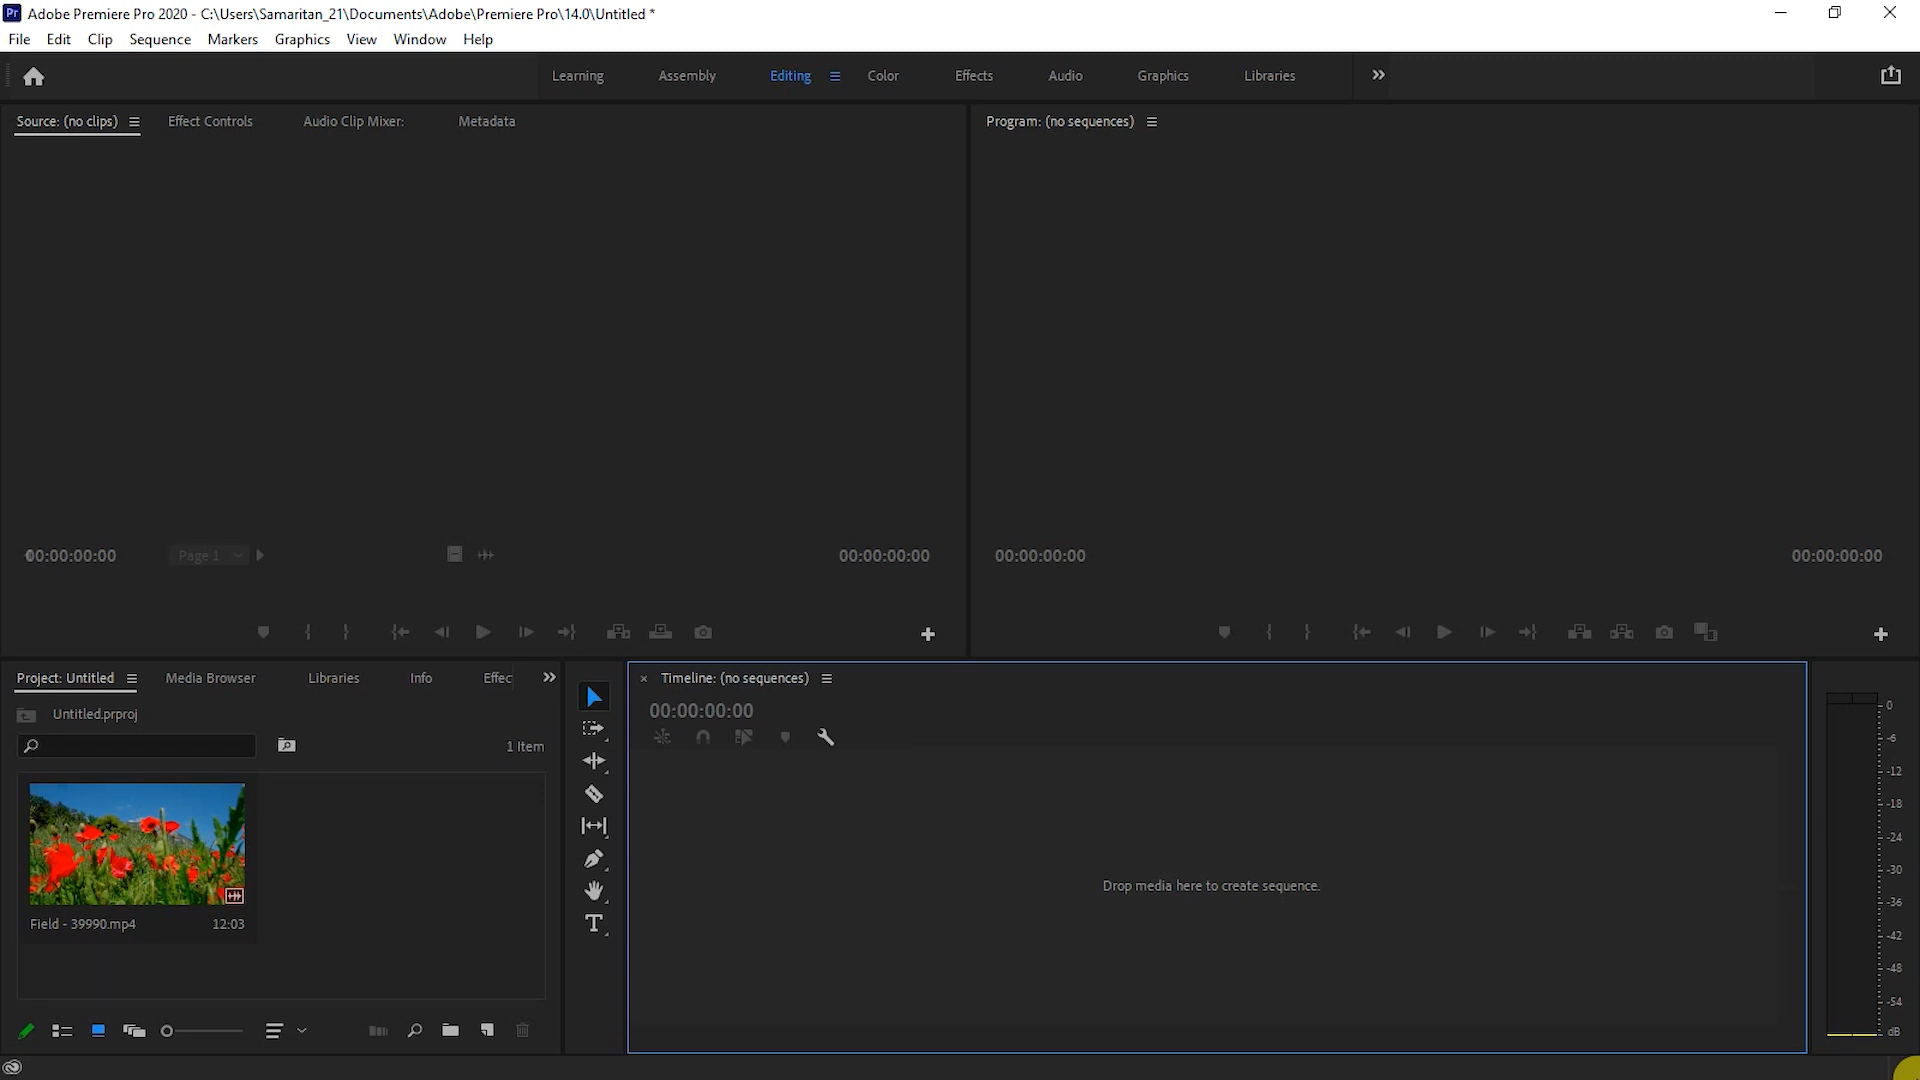 Pr Adobe Premiere Pro 2020 - C:\Users\Samaritan_21\Documents\Adobe\Premiere Pro\14.0\Untitled *
File Edit Clip Sequence Markers Graphics View Window Help
Learning Assembly Editing Color Effects Audio Graphics Libraries
Source: (no clips) Effect Controls Audio Clip Mixer: Metadata
Program: (no sequences)
00:00:00:00 Page 1 00:00:00:00
00:00:00:00 00:00:00:00
Project: Untitled Media Browser Libraries Info Effec
Untitled.prproj
1 Item
Field - 39990.mp4 12:03
Timeline: (no sequences)
00:00:00:00
Drop media here to create sequence.
0
-6
-12
-18
-24
-30
-36
-42
-48
-54
dB